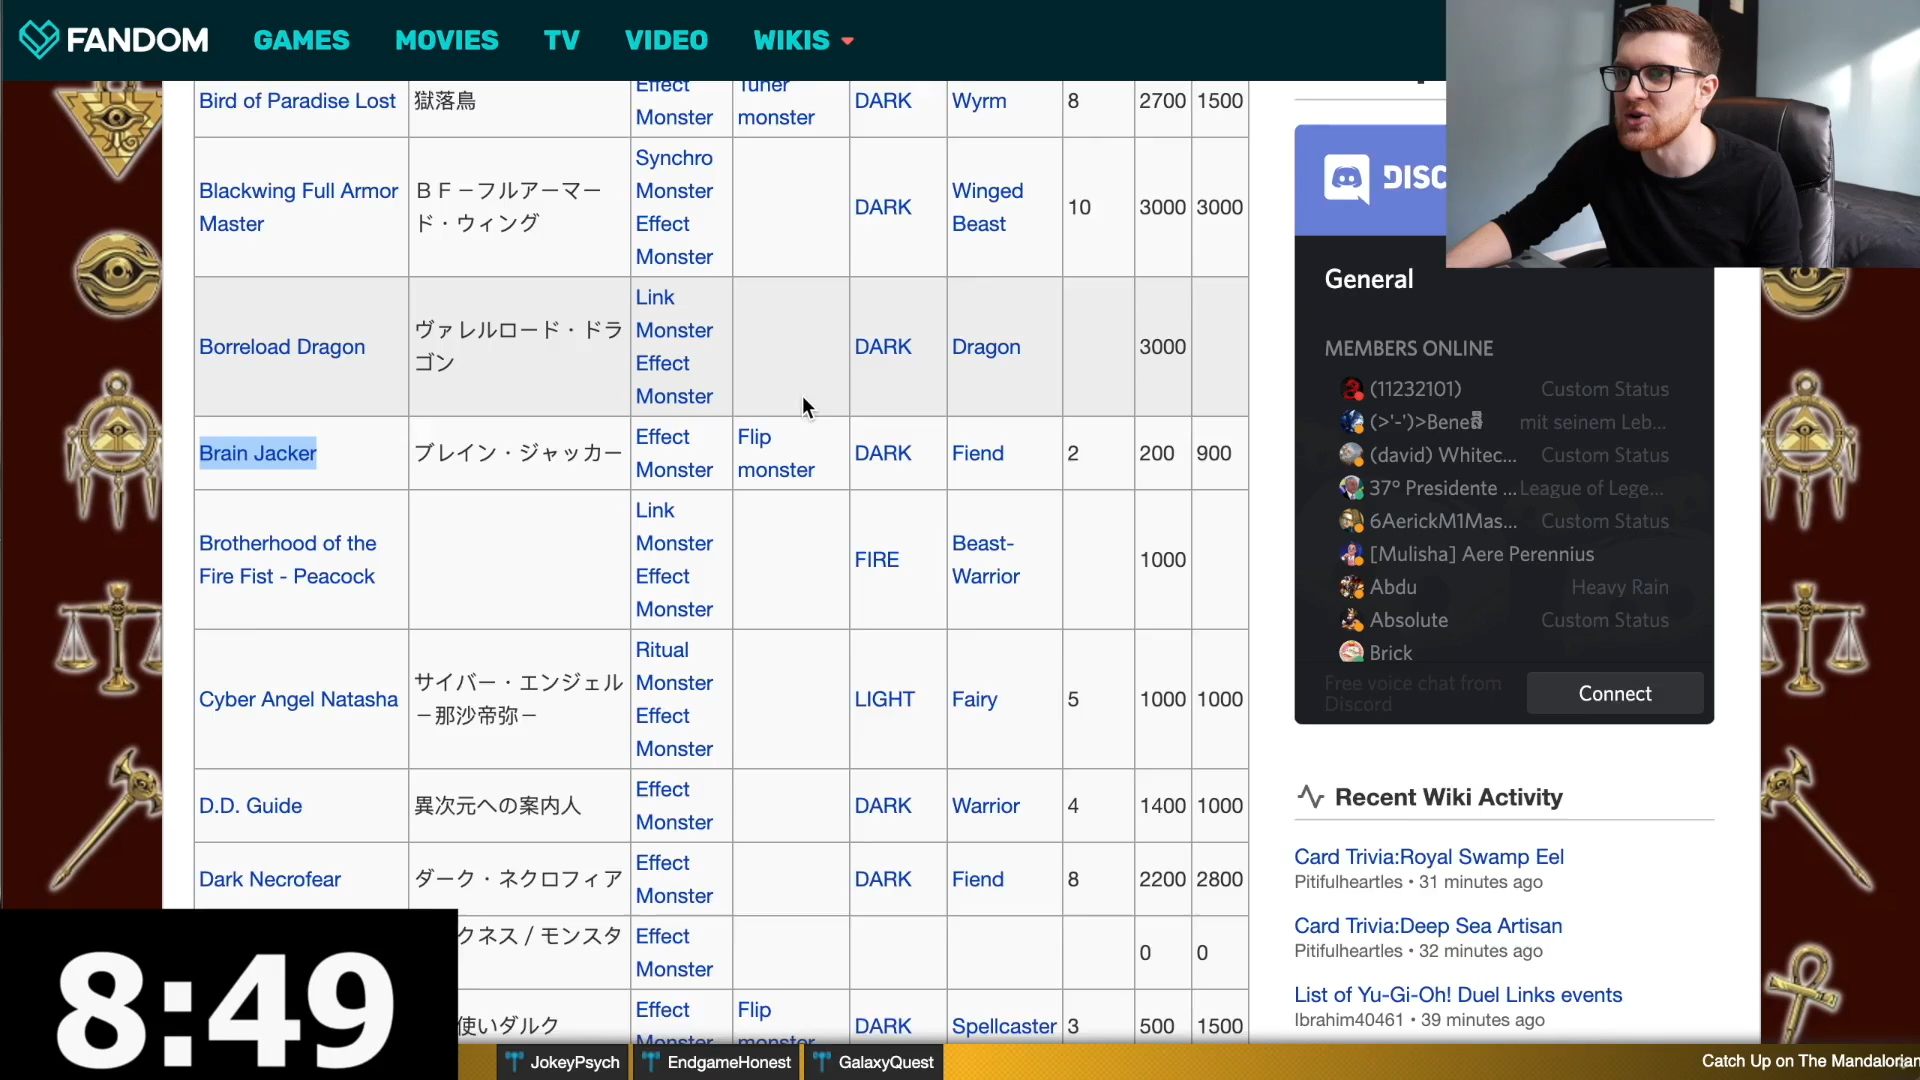 FANDOM GAMES MOVIES TV VIDEO WIKIS
Bird of Paradise Lost 獄落鳥 Effect Monster Tuner monster DARK Wyrm 8 2700 1500
Blackwing Full Armor Master ＢＦ－フルアーマード・ウィング Synchro Monster Effect Monster DARK Winged Beast 10 3000 3000
Borreload Dragon ヴァレルロード・ドラゴン Link Monster Effect Monster DARK Dragon 3000
Brain Jacker ブレイン・ジャッカー Effect Monster Flip monster DARK Fiend 2 200 900
Brotherhood of the Fire Fist - Peacock Link Monster Effect Monster FIRE Beast-Warrior 1000
Cyber Angel Natasha サイバー・エンジェル－那沙帝弥－ Ritual Monster Effect Monster LIGHT Fairy 5 1000 1000
D.D. Guide 異次元への案内人 Effect Monster DARK Warrior 4 1400 1000
Dark Necrofear ダーク・ネクロフィア Effect Monster DARK Fiend 8 2200 2800
クネス / モンスタ Effect Monster 0 0
使いダルク Effect Monster Flip monster DARK Spellcaster 3 500 1500
DISC
General
MEMBERS ONLINE
(11232101) Custom Status
(>'-')>Bene mit seinem Leb...
(david) Whitec... Custom Status
37° Presidente ... League of Lege...
6AerickM1Mas... Custom Status
[Mulisha] Aere Perennius
Abdu Heavy Rain
Absolute Custom Status
Brick
Free voice chat from
Discord
Connect
Recent Wiki Activity
Card Trivia:Royal Swamp Eel
Pitifulheartles • 31 minutes ago
Card Trivia:Deep Sea Artisan
Pitifulheartles • 32 minutes ago
List of Yu-Gi-Oh! Duel Links events
Ibrahim40461 • 39 minutes ago
8:49
JokeyPsych EndgameHonest GalaxyQuest
Catch Up on The Mandalorian